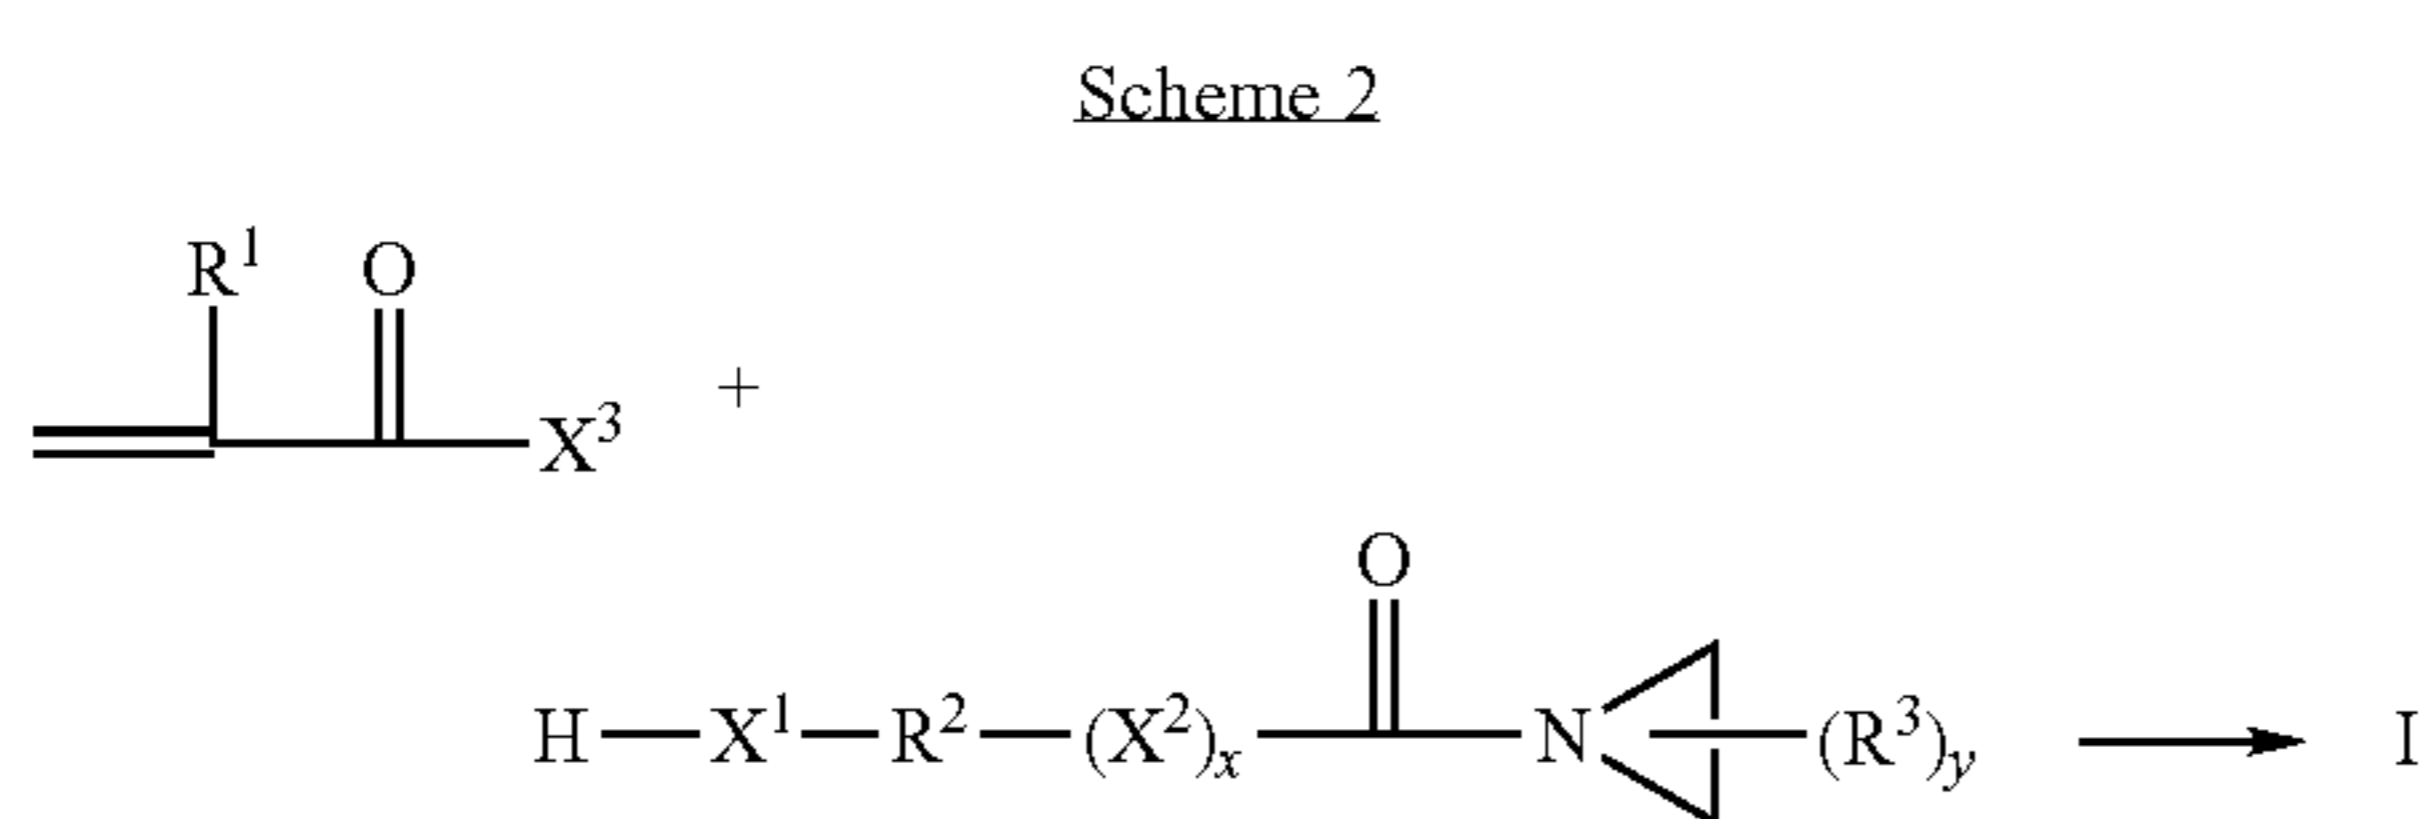 Scheme 2
R¹ O
+
X³
O
H—X¹—R²—(X²)ₓ N (R³)ᵧ → I